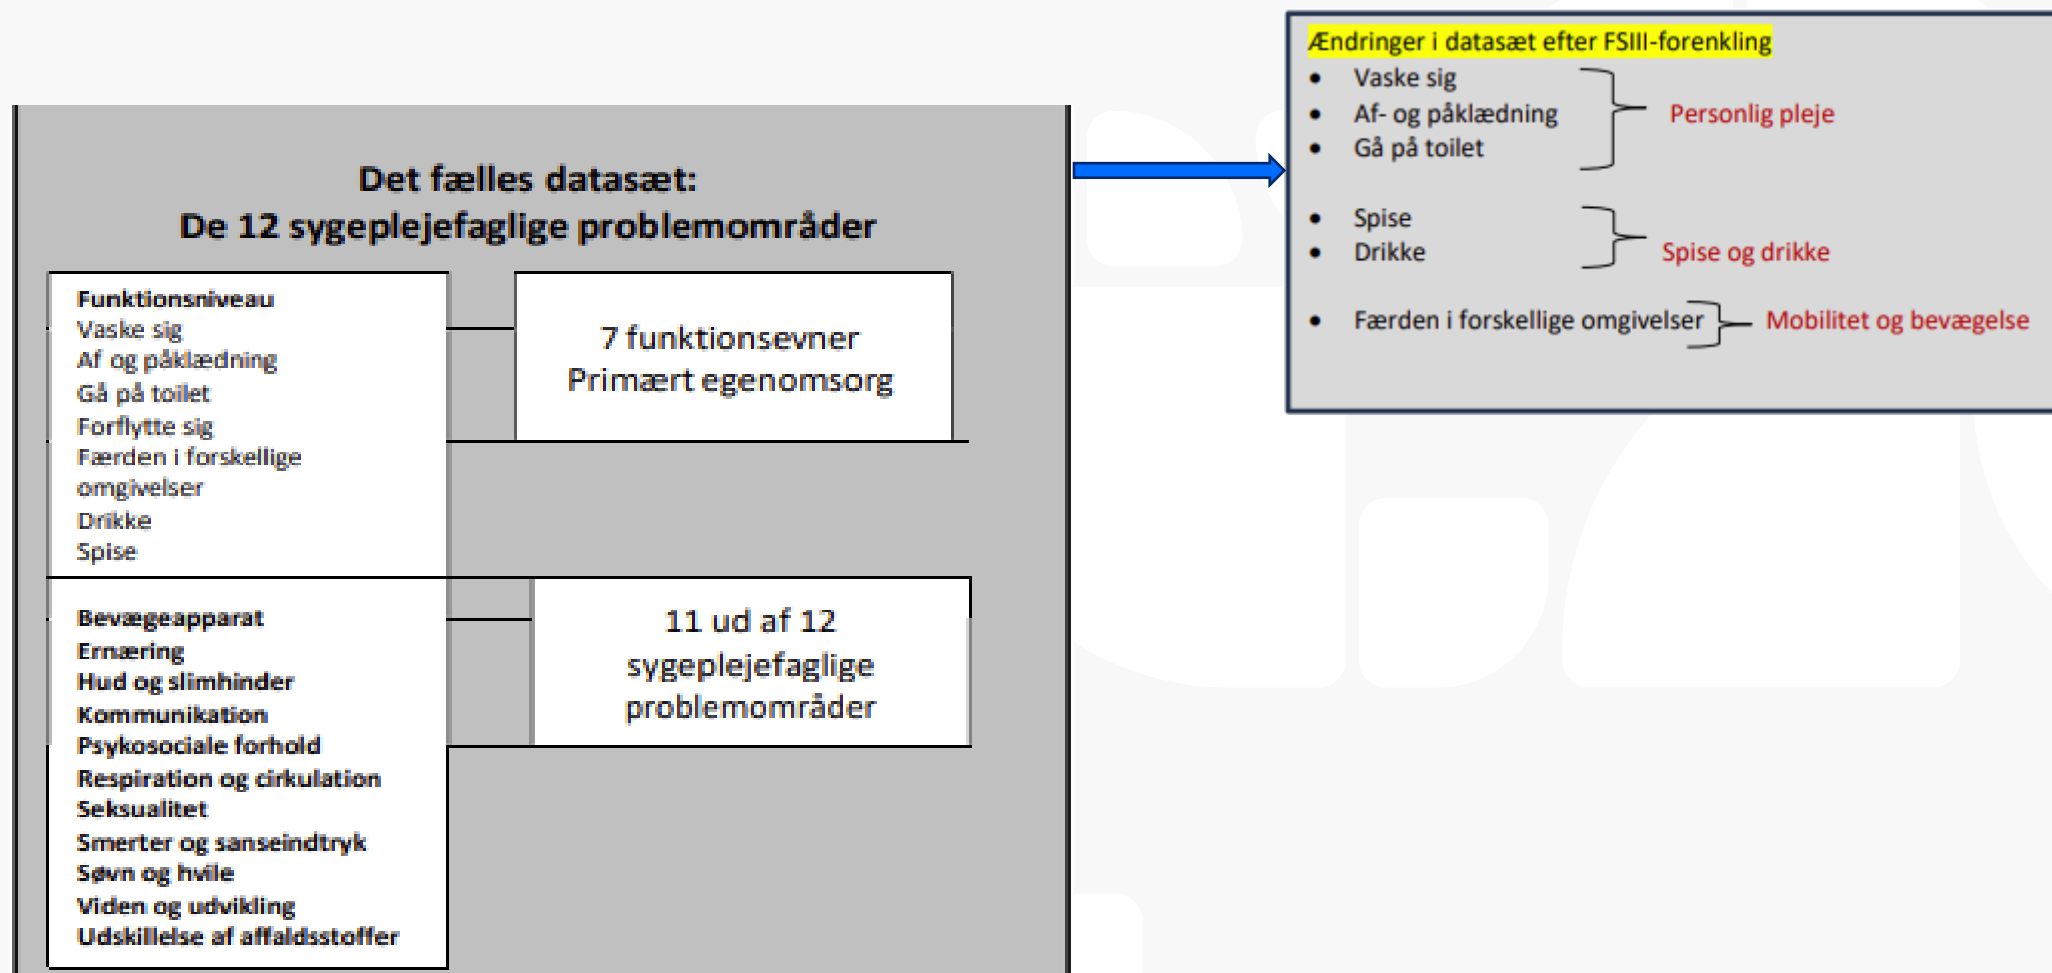 Det fælles datasæt:
De 12 sygeplejefaglige problemområder
Funktionsniveau
Vaske sig
Af og påklædning
Gå på toilet
Forflytte sig
Færden i forskellige
omgivelser
Drikke
Spise
7 funktionsevner
Primært egenomsorg
Bevægeapparat
Ernæring
Hud og slimhinder
Kommunikation
Psykosociale forhold
Respiration og cirkulation
Seksualitet
Smerter og sanseindtryk
Søvn og hvile
Viden og udvikling
Udskillelse af affaldsstoffer
11 ud af 12
sygeplejefaglige
problemområder
Ændringer i datasæt efter FSIII-forenkling
• Vaske sig
• Af- og påklædning
• Gå på toilet
Personlig pleje
• Spise
• Drikke
Spise og drikke
• Færden i forskellige omgivelser
Mobilitet og bevægelse